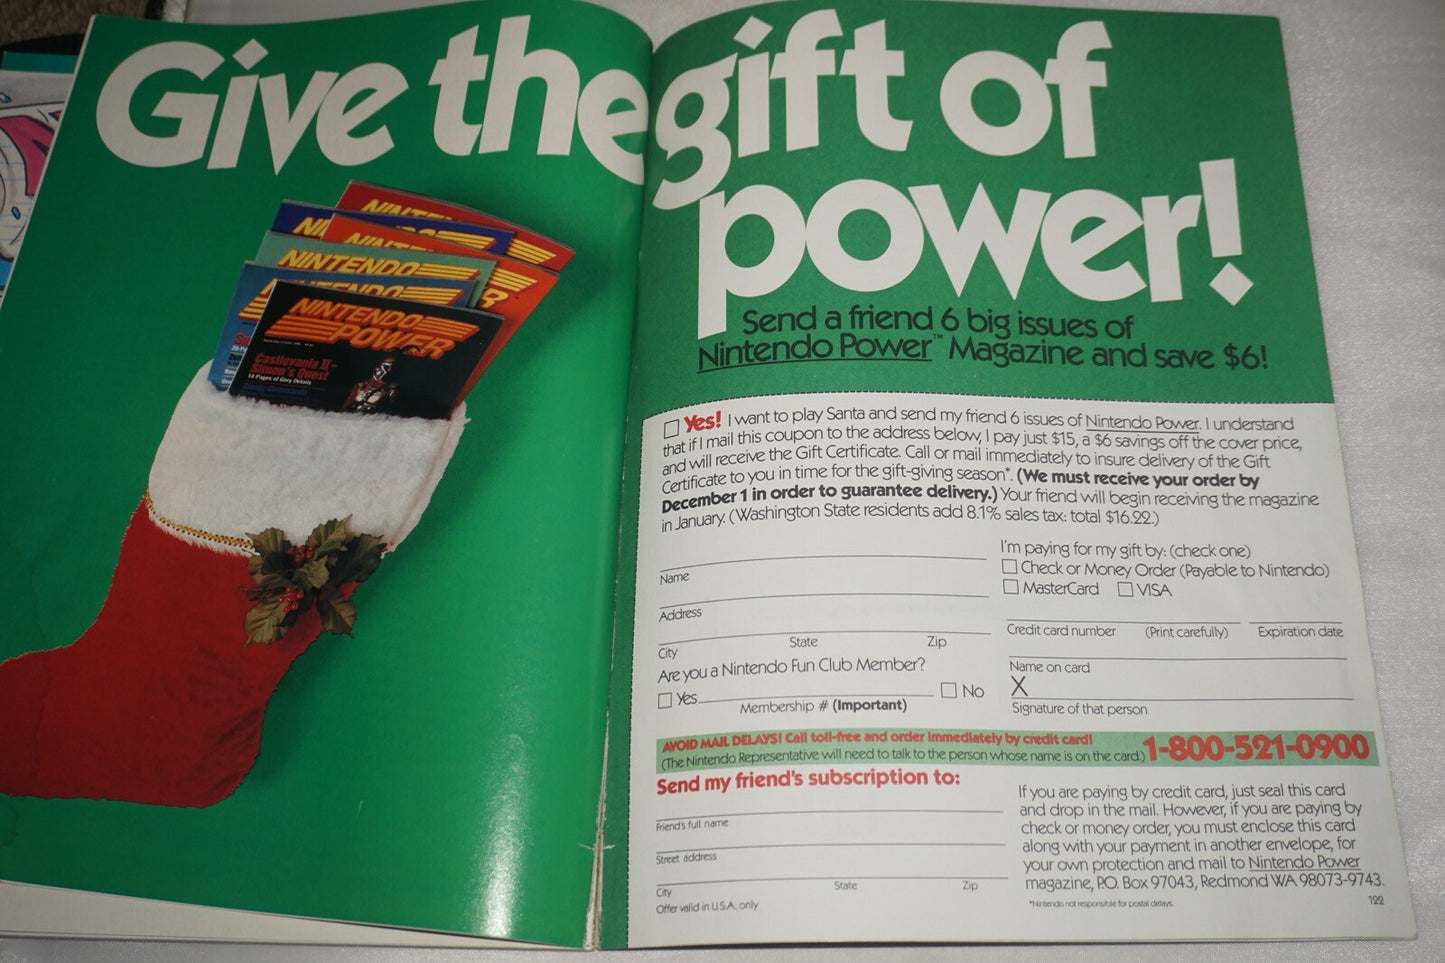 Give the gift of
power!
Send a friend 6 big issues of
Nintendo Power™ Magazine and save $6!
NINTENDO
POWER
Castlevania II-
Simon's Quest
14 Pages of Gory Details
NINTENDO
Yes! I want to play Santa and send my friend 6 issues of Nintendo Power. I understand
that if I mail this coupon to the address below, I pay just $15, a $6 savings off the cover price,
and will receive the Gift Certificate. Call or mail immediately to insure delivery of the Gift
Certificate to you in time for the gift-giving season*. (We must receive your order by
December 1 in order to guarantee delivery.) Your friend will begin receiving the magazine
in January. (Washington State residents add 8.1% sales tax: total $16.22.)
Name
Address
City State Zip
Are you a Nintendo Fun Club Member?
Yes No
Membership # (Important)
I'm paying for my gift by: (check one)
Check or Money Order (Payable to Nintendo)
MasterCard VISA
Credit card number (Print carefully) Expiration date
Name on card
X
Signature of that person
AVOID MAIL DELAYS! Call toll-free and order immediately by credit card!
(The Nintendo Representative will need to talk to the person whose name is on the card.) 1-800-521-0900
Send my friend's subscription to:
Friend's full name
Street address
City State Zip
Offer valid in U.S.A. only
If you are paying by credit card, just seal this card
and drop in the mail. However, if you are paying by
check or money order, you must enclose this card
along with your payment in another envelope, for
your own protection and mail to Nintendo Power
magazine, P.O. Box 97043, Redmond WA 98073-9743.
*Nintendo not responsible for postal delays.
122